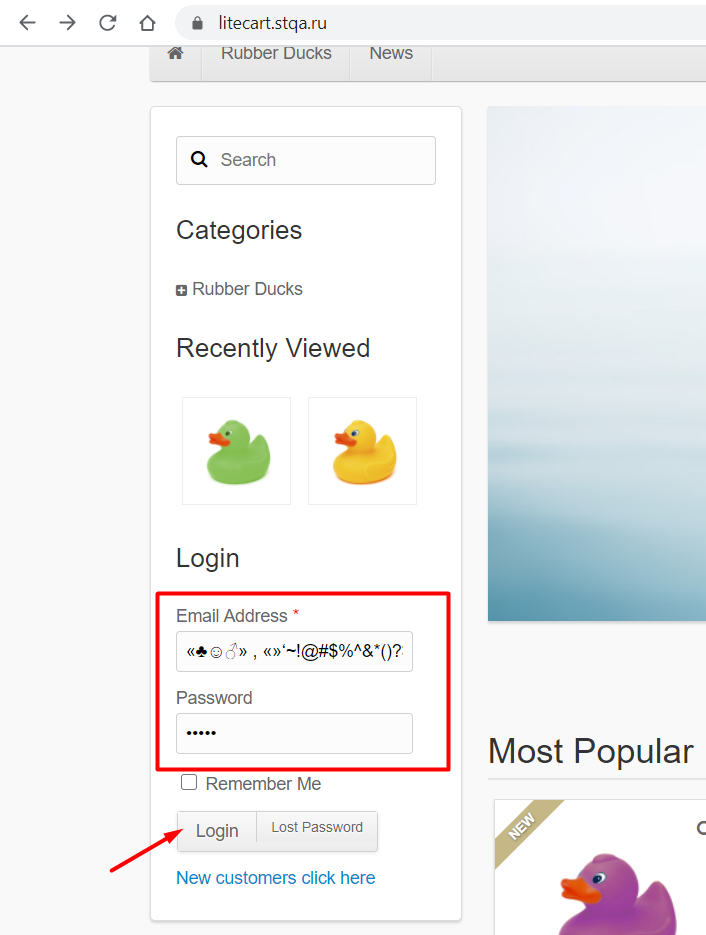 litecart.stqa.ru
Rubber Ducks
News
Search
Categories
Rubber Ducks
Recently Viewed
Login
Email Address *
«♣☺♂» , «»‘~!@#$%^&*()?
Password
•••••
Remember Me
Login
Lost Password
New customers click here
Most Popular
NEW